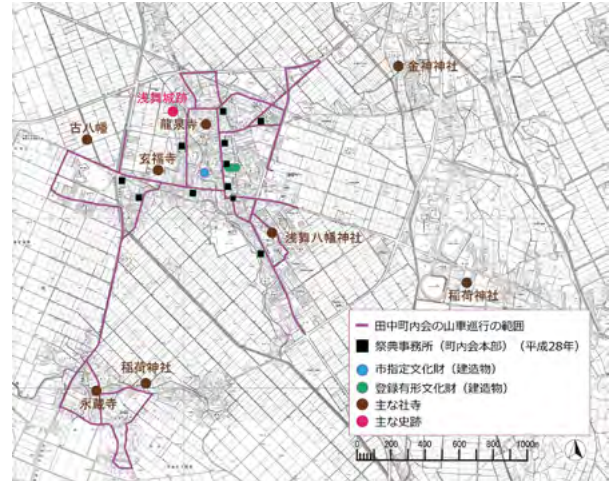 金神神社
浅舞城跡
龍泉寺
古八幡
玄福寺
浅舞八幡神社
稲荷神社
稲荷神社
永蔵寺
田中町内会の山車巡行の範囲
祭典事務所（町内会本部）（平成28年）
市指定文化財（建造物）
登録有形文化財（建造物）
主な社寺
主な史跡
0 200 400 600 800 1000m